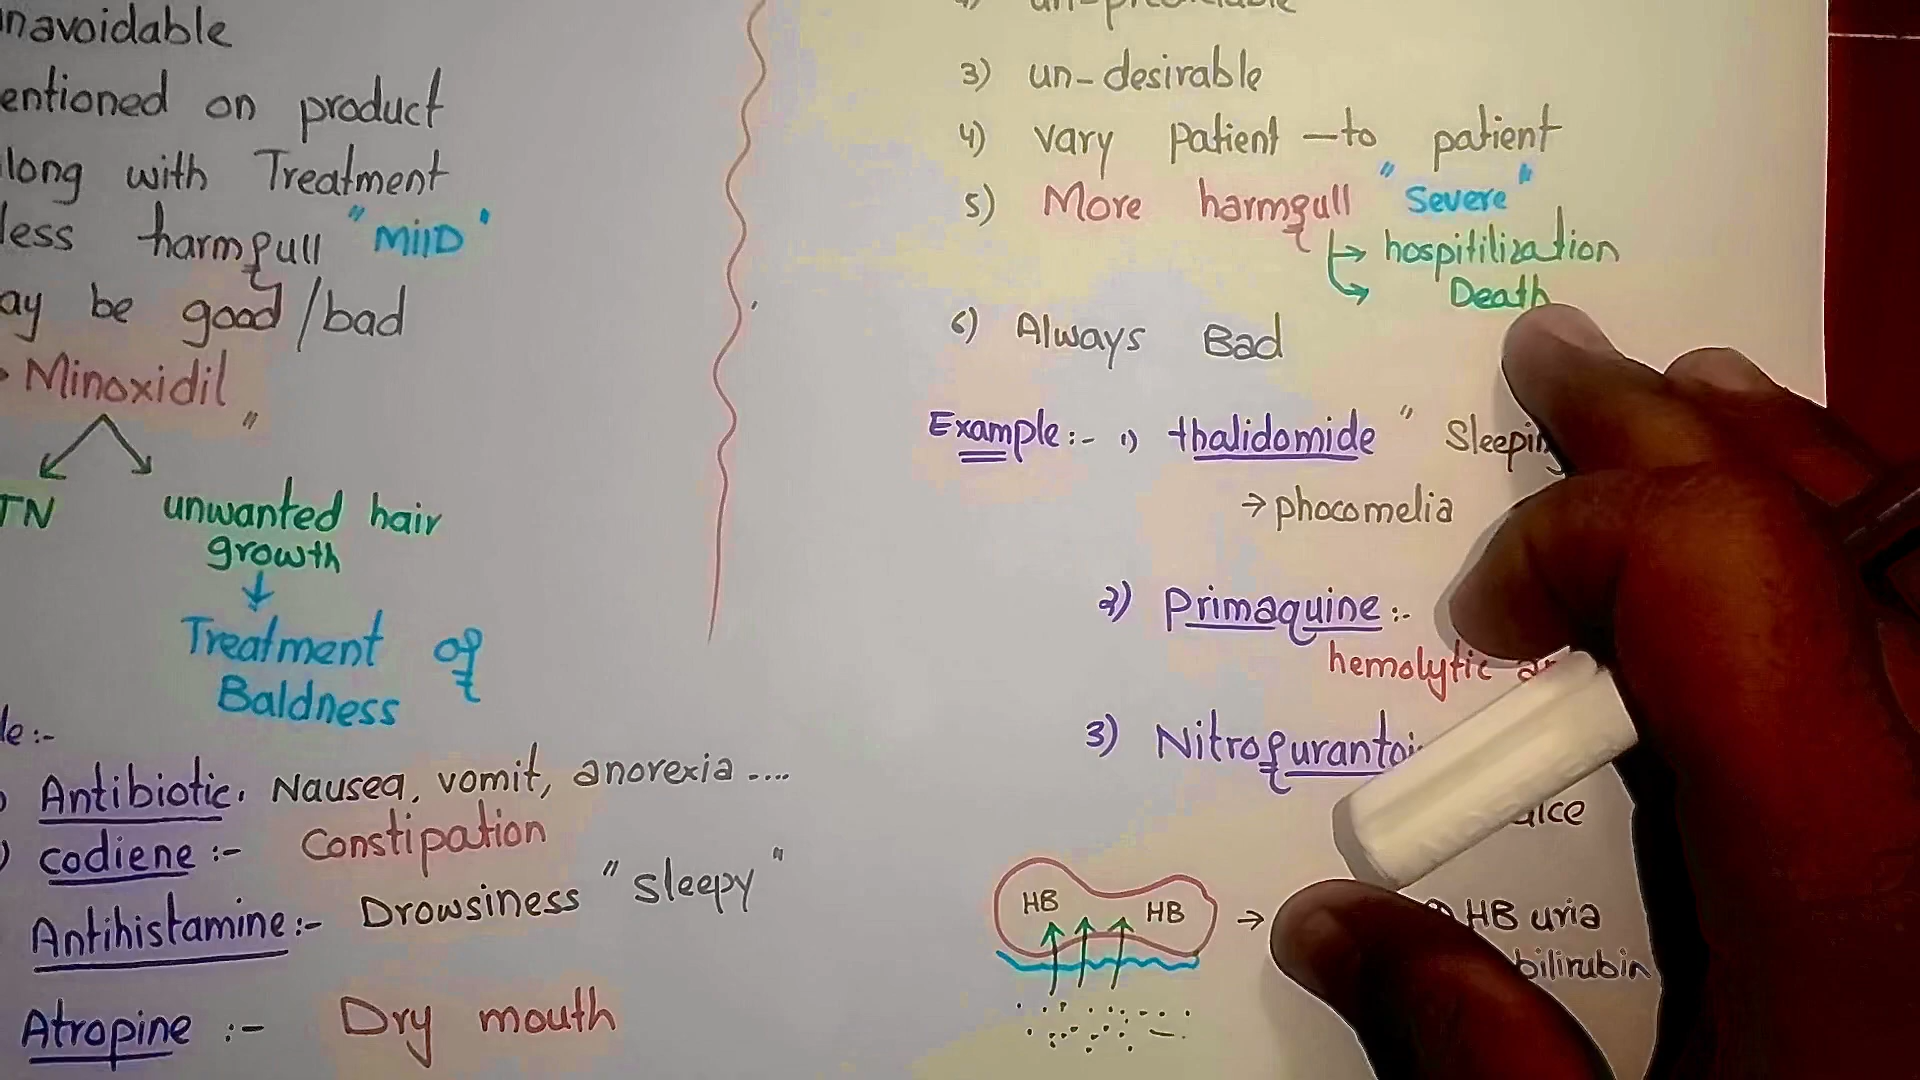 navoidable
entioned on product
long with Treatment
less harmfull "MilD"
ay be good/bad
Minoxidil "
TN
unwanted hair
growth
Treatment of
Baldness
le:-
Antibiotic. Nausea, vomit, anorexia ....
codiene :- Constipation
Antihistamine:- Drowsiness "sleepy"
Atropine :- Dry mouth
3) un-desirable
4) vary Patient - to patient
5) More harmfull "Severe"
hospitilization
Death
6) Always Bad
Example:- 1) thalidomide " Sleepin
→ phocomelia
2) Primaquine:-
hemolytic
3) Nitrofurantoi
HB HB → HB uria
bilirubin